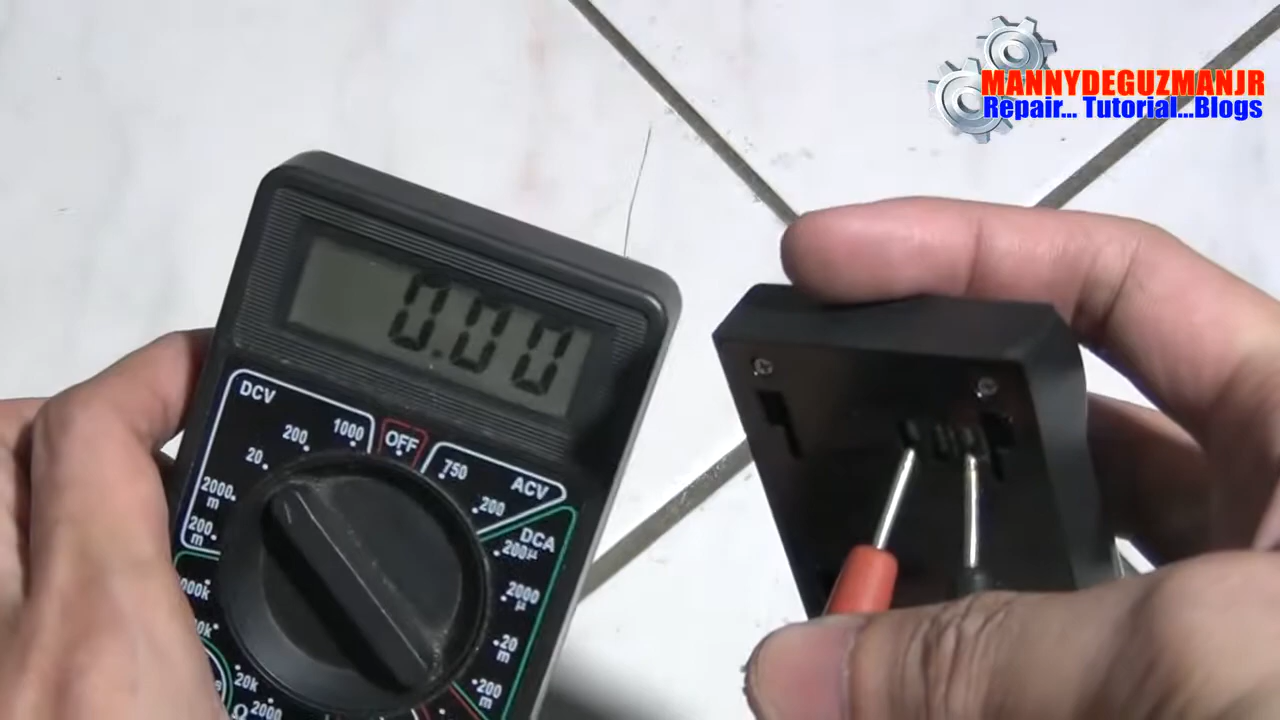 MANNYDEGUZMANJR
Repair... Tutorial...Blogs
0.00
DCV
1000
OFF
750
ACV
200
20
200
2000
m
DCA
200µ
200
m
2000
µ
20
m
20k
200
m
Ω
2000